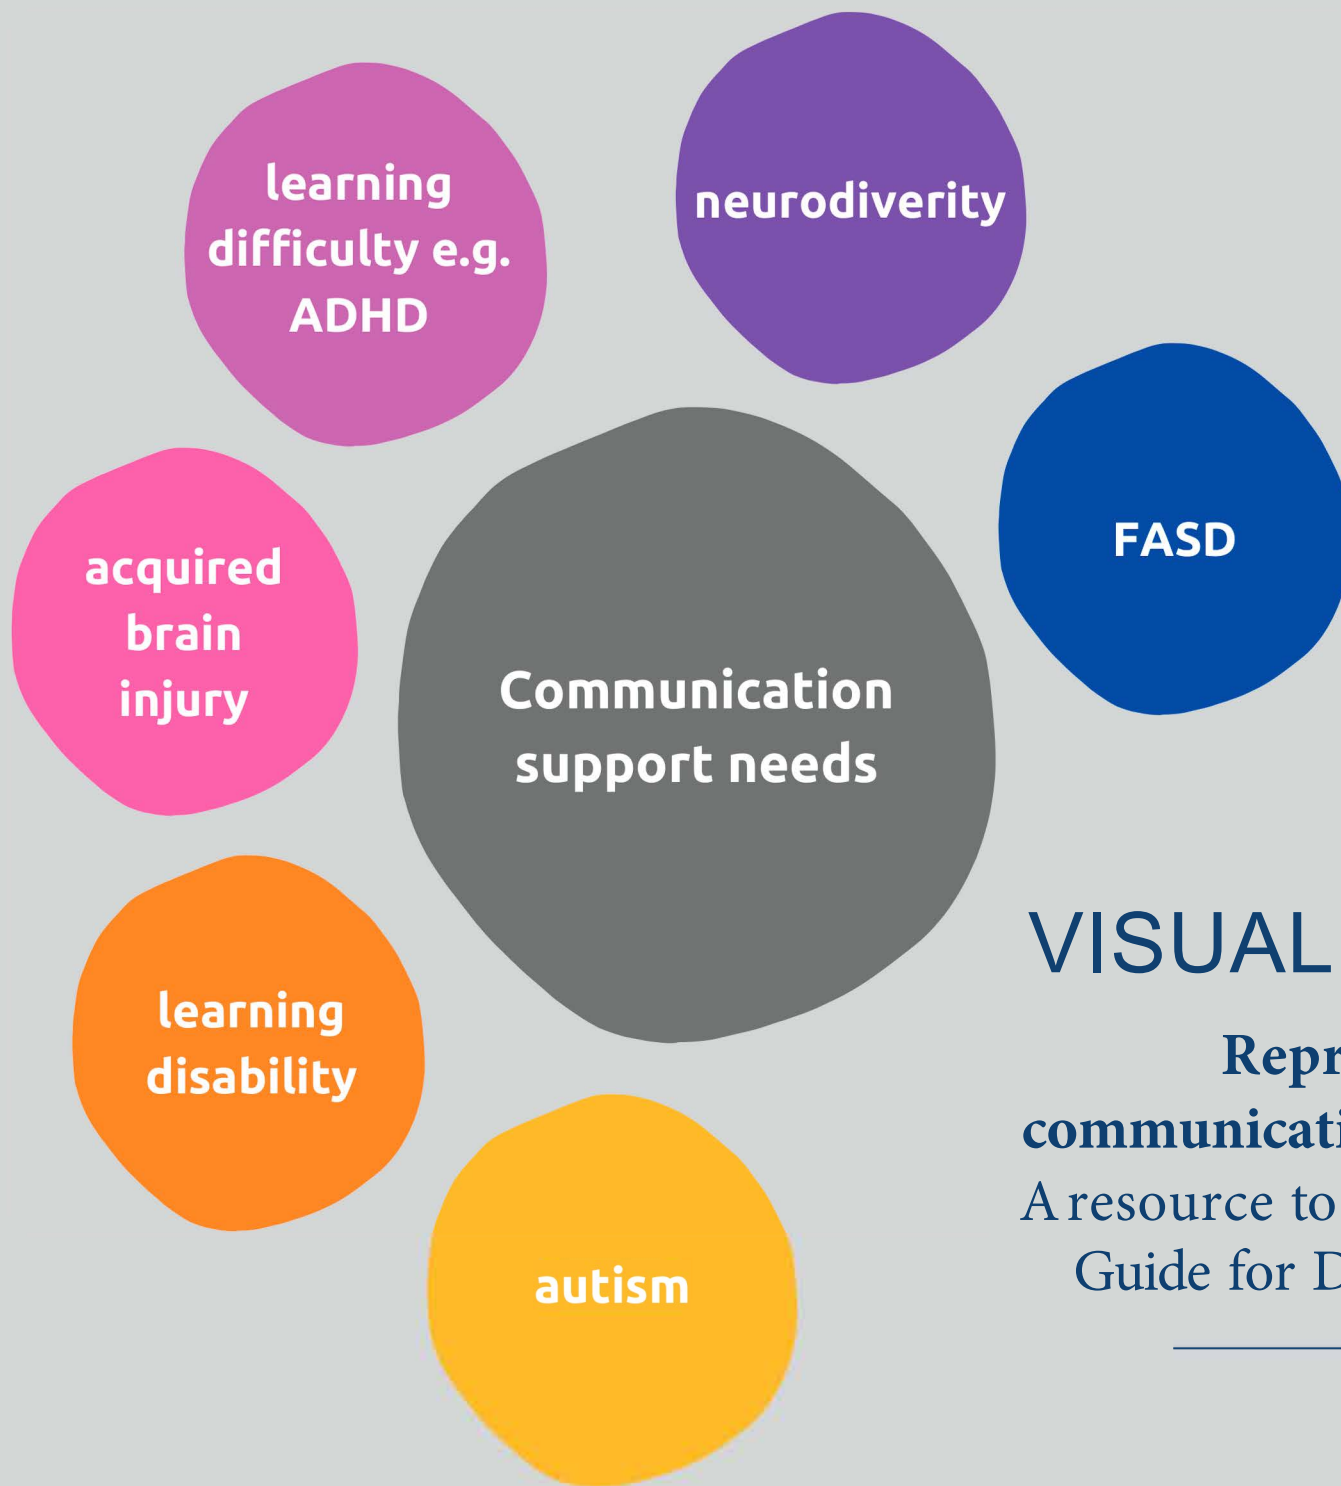 learning
difficulty e.g.
ADHD
neurodiverity
FASD
acquired
brain
injury
Communication
support needs
learning
disability
autism
VISUAL
Repr
communicati
A resource to
Guide for D